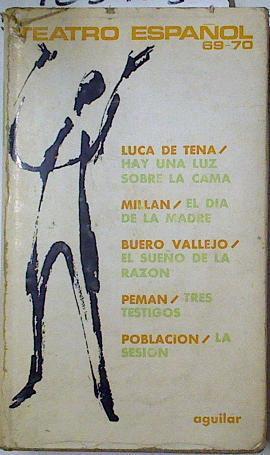 TEATRO ESPAÑOL
69-70
LUCA DE TENA/
HAY UNA LUZ
SOBRE LA CAMA
MILLAN/ EL DIA
DE LA MADRE
BUERO VALLEJO/
EL SUEÑO DE LA
RAZON
PEMAN/ TRES
TESTIGOS
POBLACION/ LA
SESION
aguilar